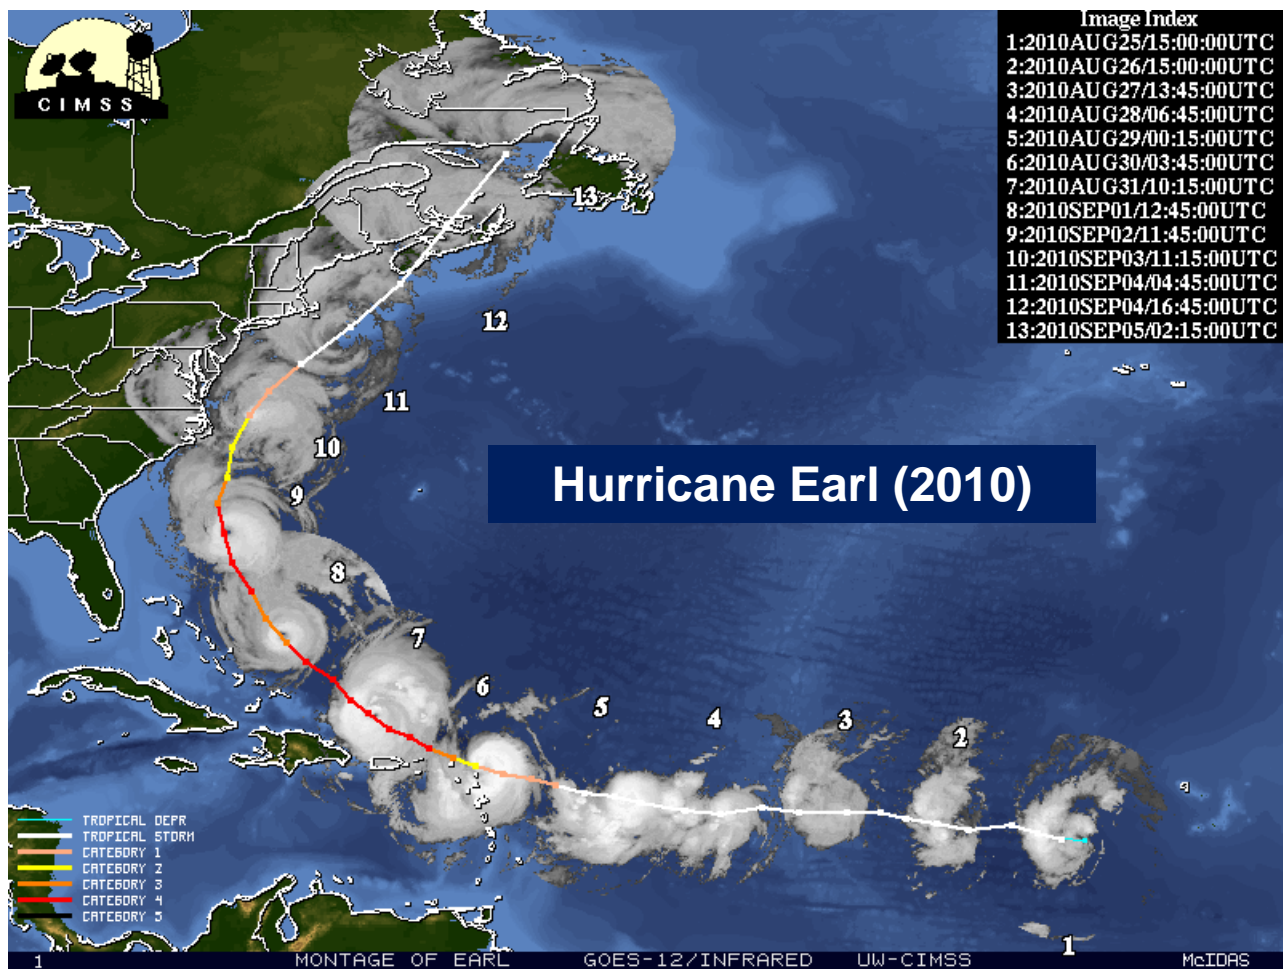 CIMSS
Image Index
1:2010AUG25/15:00:00UTC
2:2010AUG26/15:00:00UTC
3:2010AUG27/13:45:00UTC
4:2010AUG28/06:45:00UTC
5:2010AUG29/00:15:00UTC
6:2010AUG30/03:45:00UTC
7:2010AUG31/10:15:00UTC
8:2010SEP01/12:45:00UTC
9:2010SEP02/11:45:00UTC
10:2010SEP03/11:15:00UTC
11:2010SEP04/04:45:00UTC
12:2010SEP04/16:45:00UTC
13:2010SEP05/02:15:00UTC
13
12
11
10
9
Hurricane Earl (2010)
8
7
6
5
4
3
2
1
TROPICAL DEPR
TROPICAL STORM
CATEGORY 1
CATEGORY 2
CATEGORY 3
CATEGORY 4
CATEGORY 5
1 MONTAGE OF EARL GOES-12/INFRARED UW-CIMSS McIDAS